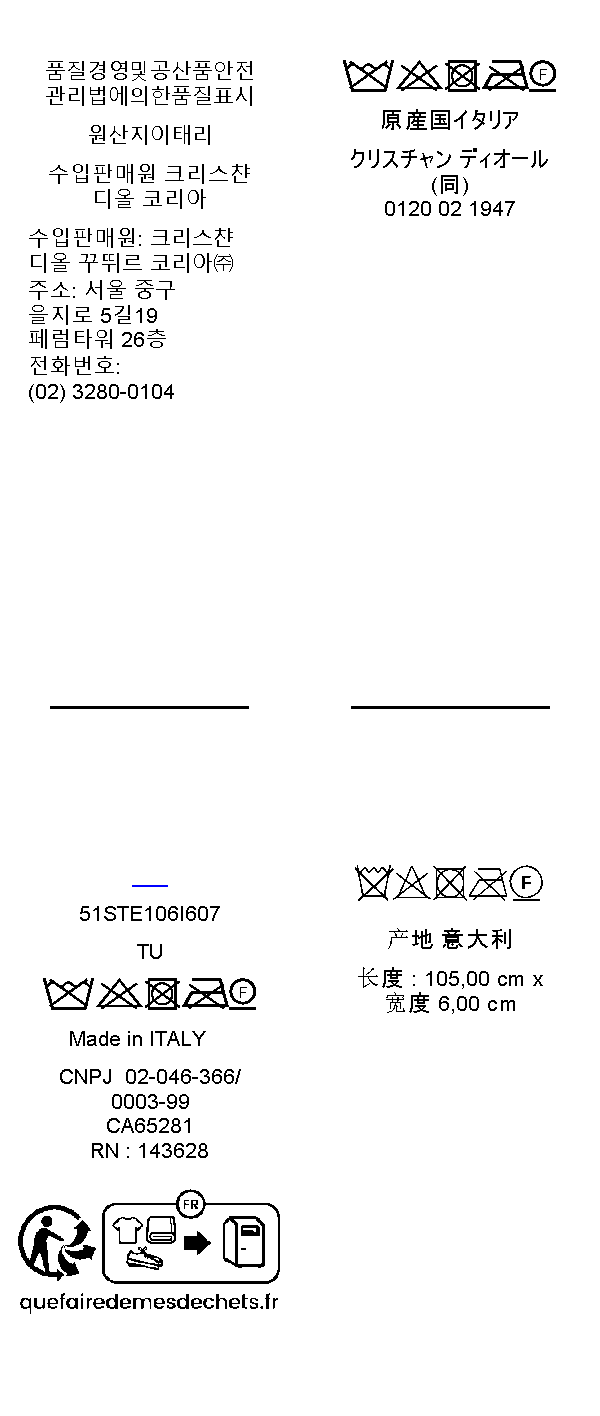 품질경영및공산품안전
관리법에의한품질표시
원산지이태리
수입판매원 크리스챤
디올 코리아
수입판매원: 크리스챤
디올 꾸뛰르 코리아㈜
주소: 서울 중구
을지로 5길19
페럼타워 26층
전화번호:
(02) 3280-0104
F
原産国イタリア
クリスチャン ディオール
(同)
0120 02 1947
51STE106I607
TU
F
Made in ITALY
CNPJ 02-046-366/
0003-99
CA65281
RN : 143628
FR
quefairedemesdechets.fr
F
产地 意大利
长度 : 105,00 cm x
宽度 6,00 cm